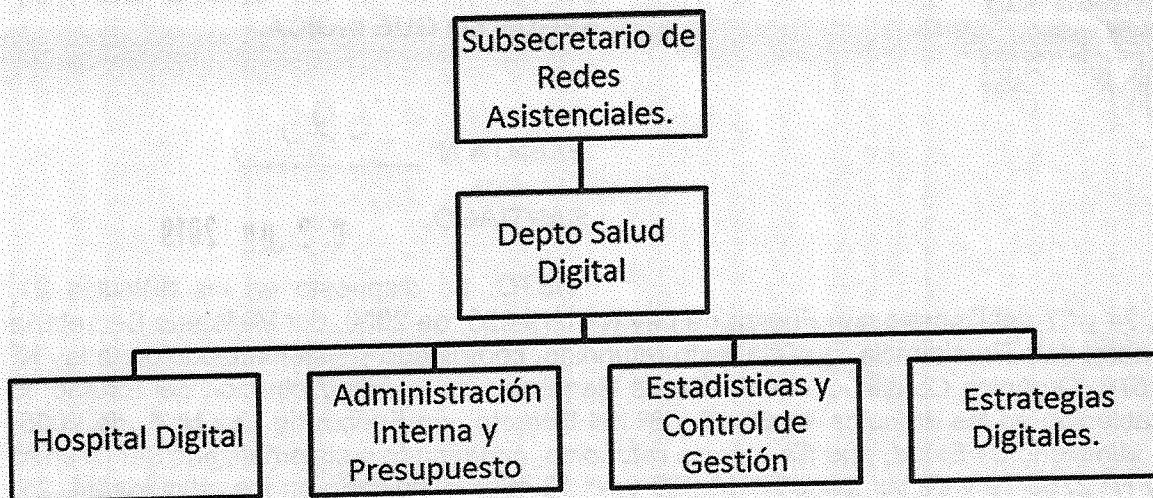 Subsecretario de
Redes
Asistenciales.
Depto Salud
Digital
Hospital Digital
Administración
Interna y
Presupuesto
Estadisticas y
Control de
Gestión
Estrategias
Digitales.